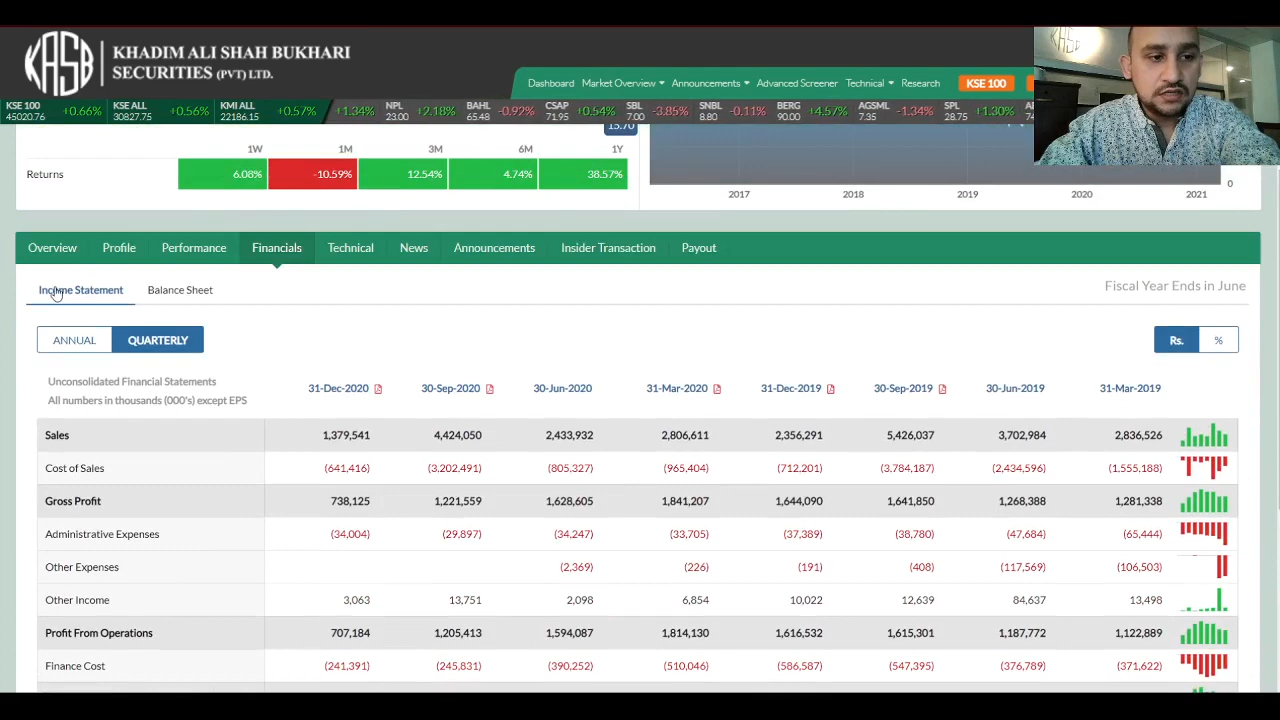 KASB
KHADIM ALI SHAH BUKHARI
SECURITIES (PVT) LTD.
Dashboard Market Overview Announcements Advanced Screener Technical Research KSE 100
KSE 100 45020.76 +0.66% KSE ALL 30827.75 +0.56% KMI ALL 22186.15 +0.57% +1.34% NPL 23.00 +2.18% BAHL 65.48 -0.92% CSAP 71.95 +0.54% SBL 7.00 -3.85% SNBL 8.80 -0.11% BERG 90.00 +4.57% AGSML 7.35 -1.34% SPL 28.75 +1.30%
15.70
1W 1M 3M 6M 1Y
Returns 6.08% -10.59% 12.54% 4.74% 38.57%
0
2017 2018 2019 2020 2021
Overview Profile Performance Financials Technical News Announcements Insider Transaction Payout
Income Statement Balance Sheet Fiscal Year Ends in June
ANNUAL QUARTERLY Rs. %
Unconsolidated Financial Statements
All numbers in thousands (000's) except EPS
31-Dec-2020 30-Sep-2020 30-Jun-2020 31-Mar-2020 31-Dec-2019 30-Sep-2019 30-Jun-2019 31-Mar-2019
Sales 1,379,541 4,424,050 2,433,932 2,806,611 2,356,291 5,426,037 3,702,984 2,836,526
Cost of Sales (641,416) (3,202,491) (805,327) (965,404) (712,201) (3,784,187) (2,434,596) (1,555,188)
Gross Profit 738,125 1,221,559 1,628,605 1,841,207 1,644,090 1,641,850 1,268,388 1,281,338
Administrative Expenses (34,004) (29,897) (34,247) (33,705) (37,389) (38,780) (47,684) (65,444)
Other Expenses (2,369) (226) (191) (408) (117,569) (106,503)
Other Income 3,063 13,751 2,098 6,854 10,022 12,639 84,637 13,498
Profit From Operations 707,184 1,205,413 1,594,087 1,814,130 1,616,532 1,615,301 1,187,772 1,122,889
Finance Cost (241,391) (245,831) (390,252) (510,046) (586,587) (547,395) (376,789) (371,622)